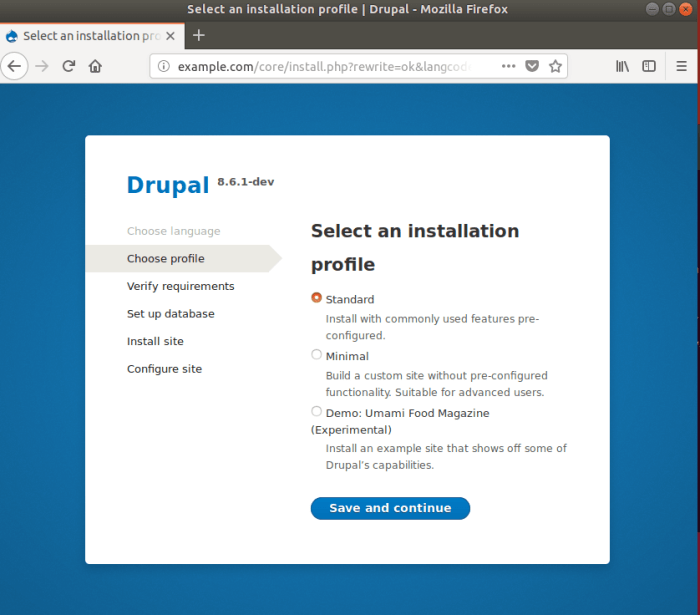 Select an installation profile | Drupal - Mozilla Firefox
Select an installation pro
example.com/core/install.php?rewrite=ok&langcod
Drupal 8.6.1-dev
Choose language
Choose profile
Verify requirements
Set up database
Install site
Configure site
Select an installation
profile
Standard
Install with commonly used features pre-
configured.
Minimal
Build a custom site without pre-configured
functionality. Suitable for advanced users.
Demo: Umami Food Magazine
(Experimental)
Install an example site that shows off some of
Drupal’s capabilities.
Save and continue